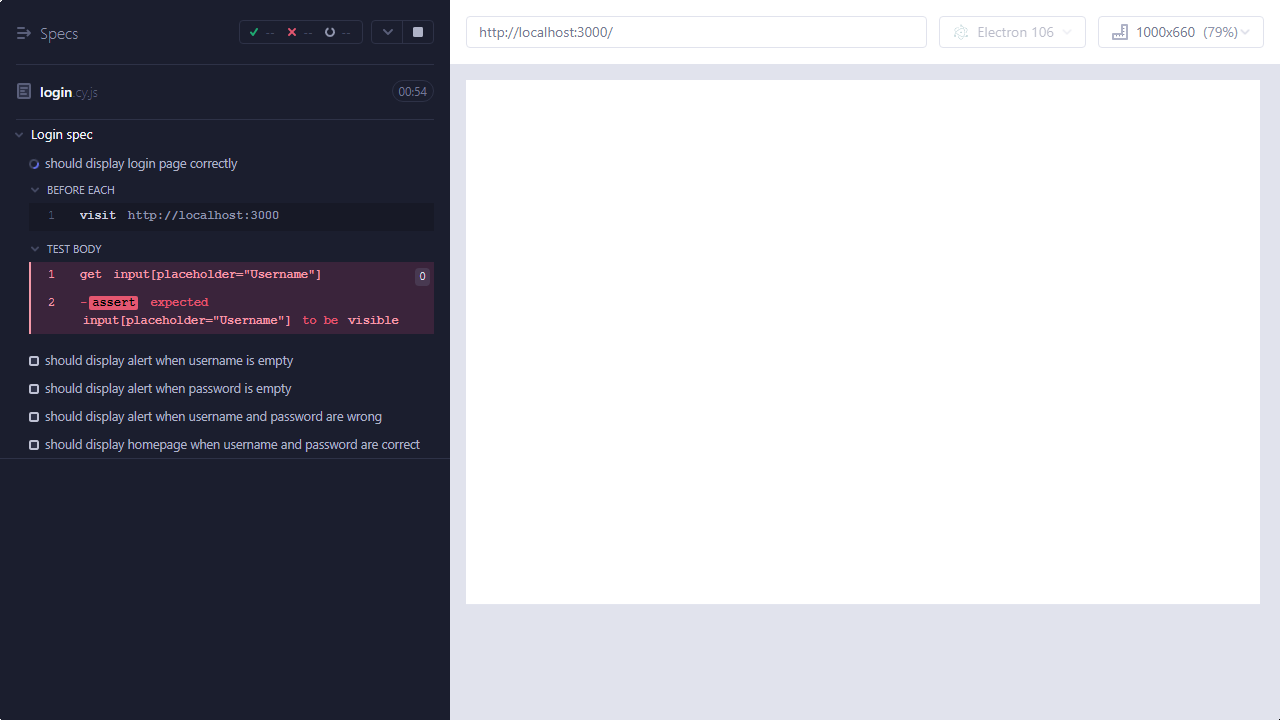 Specs
-- -- --
login.cy.js
00:54
Login spec
should display login page correctly
BEFORE EACH
1 visit http://localhost:3000
TEST BODY
1 get input[placeholder="Username"] 0
2 -assert expected
input[placeholder="Username"] to be visible
should display alert when username is empty
should display alert when password is empty
should display alert when username and password are wrong
should display homepage when username and password are correct
http://localhost:3000/
Electron 106
1000x660 (79%)